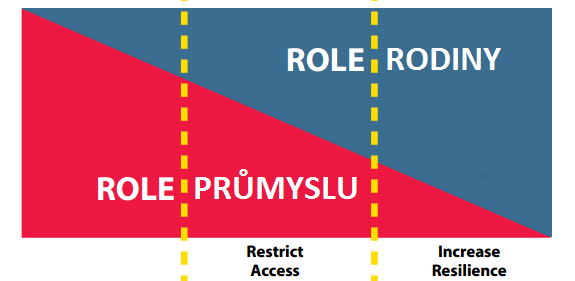 ROLE RODINY
ROLE PRŮMYSLU
Restrict
Access
Increase
Resilience